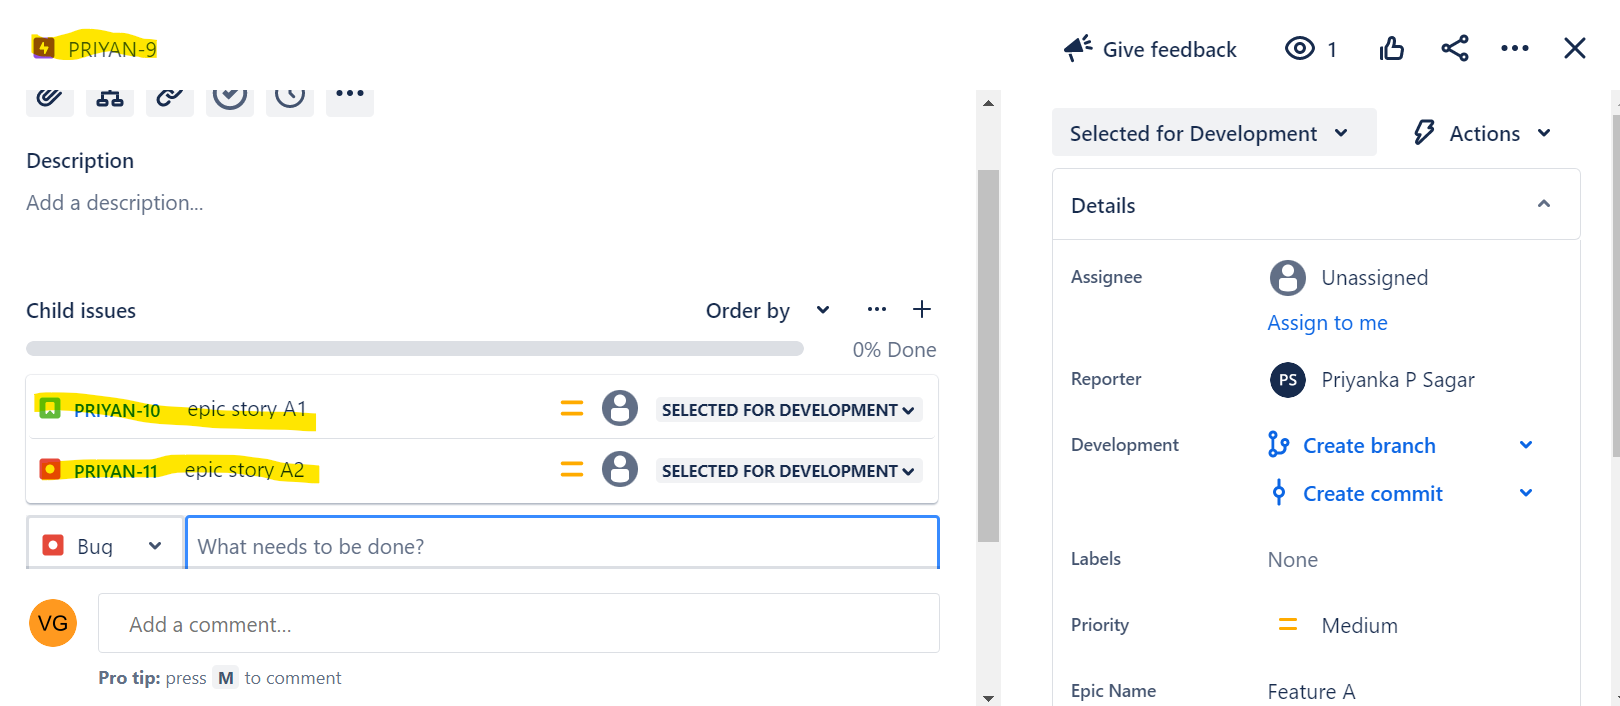 PRIYAN-9
Give feedback
1
Selected for Development
Actions
Description
Add a description...
Details
Assignee
Unassigned
Assign to me
Child issues
Order by
0% Done
Reporter
PS
Priyanka P Sagar
PRIYAN-10 epic story A1
SELECTED FOR DEVELOPMENT
PRIYAN-11 epic story A2
SELECTED FOR DEVELOPMENT
Development
Create branch
Create commit
Bug
What needs to be done?
Labels
None
VG
Add a comment...
Priority
Medium
Pro tip: press M to comment
Epic Name
Feature A